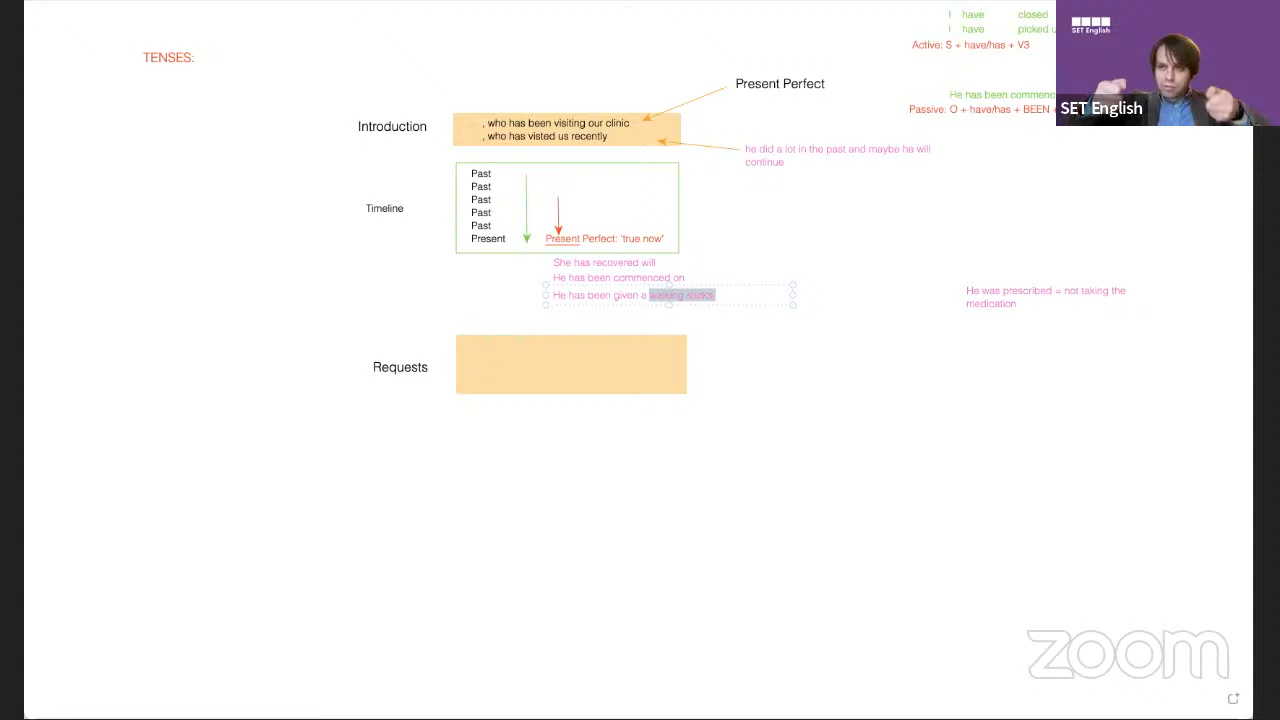 I have closed
I have picked
Active: S + have/has + V3
SET English
TENSES:
Present Perfect
He has been commenc
Passive: O + have/has + BEEN +
SET English
Introduction
, who has been visiting our clinic
, who has visted us recently
he did a lot in the past and maybe he will
continue
Past
Past
Past
Past
Past
Present
Timeline
Present Perfect: 'true now'
She has recovered will
He has been commenced on
He has been given a walking sticks
He was prescribed = not taking the
medication
Requests
zoom